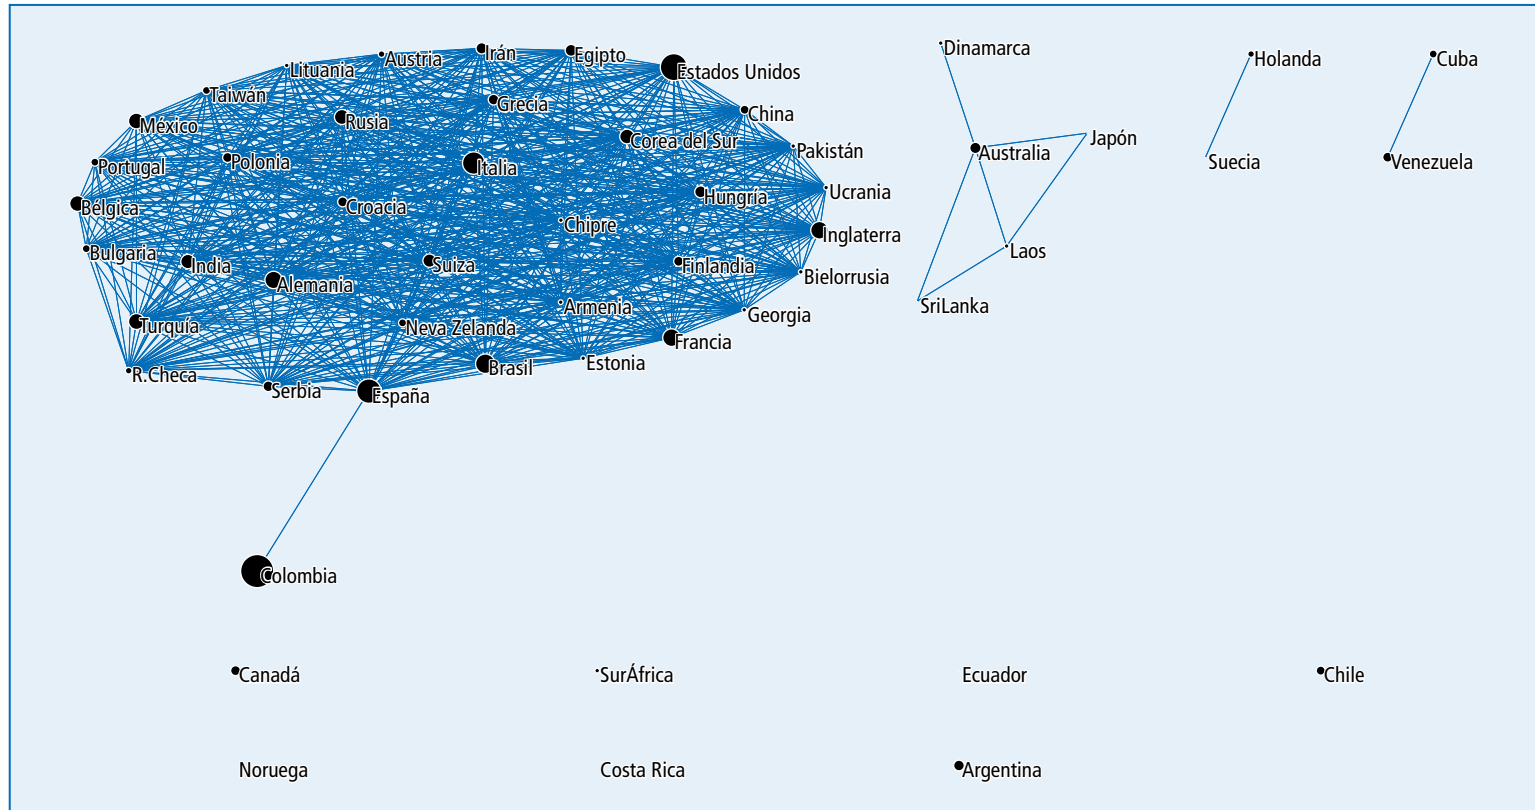 Dinamarca
Irán
Egipto
Austria
Holanda
Cuba
Lituania
Estados Unidos
Taiwán
Grecia
China
México
Rusia
Corea del Sur
Japón
Pakistán
Australia
Polonia
Suecia
Venezuela
Portugal
Italia
Ucrania
Hungría
Bélgica
Croacia
Chipre
Inglaterra
Bulgaria
Laos
India
Suiza
Finlandia
Bielorrusia
Alemania
Armenia
SriLanka
Georgia
Turquía
Neva Zelanda
Francia
Estonia
Brasil
R.Checa
Serbia
España
Colombia
Canadá
SurÁfrica
Ecuador
Chile
Noruega
Costa Rica
Argentina